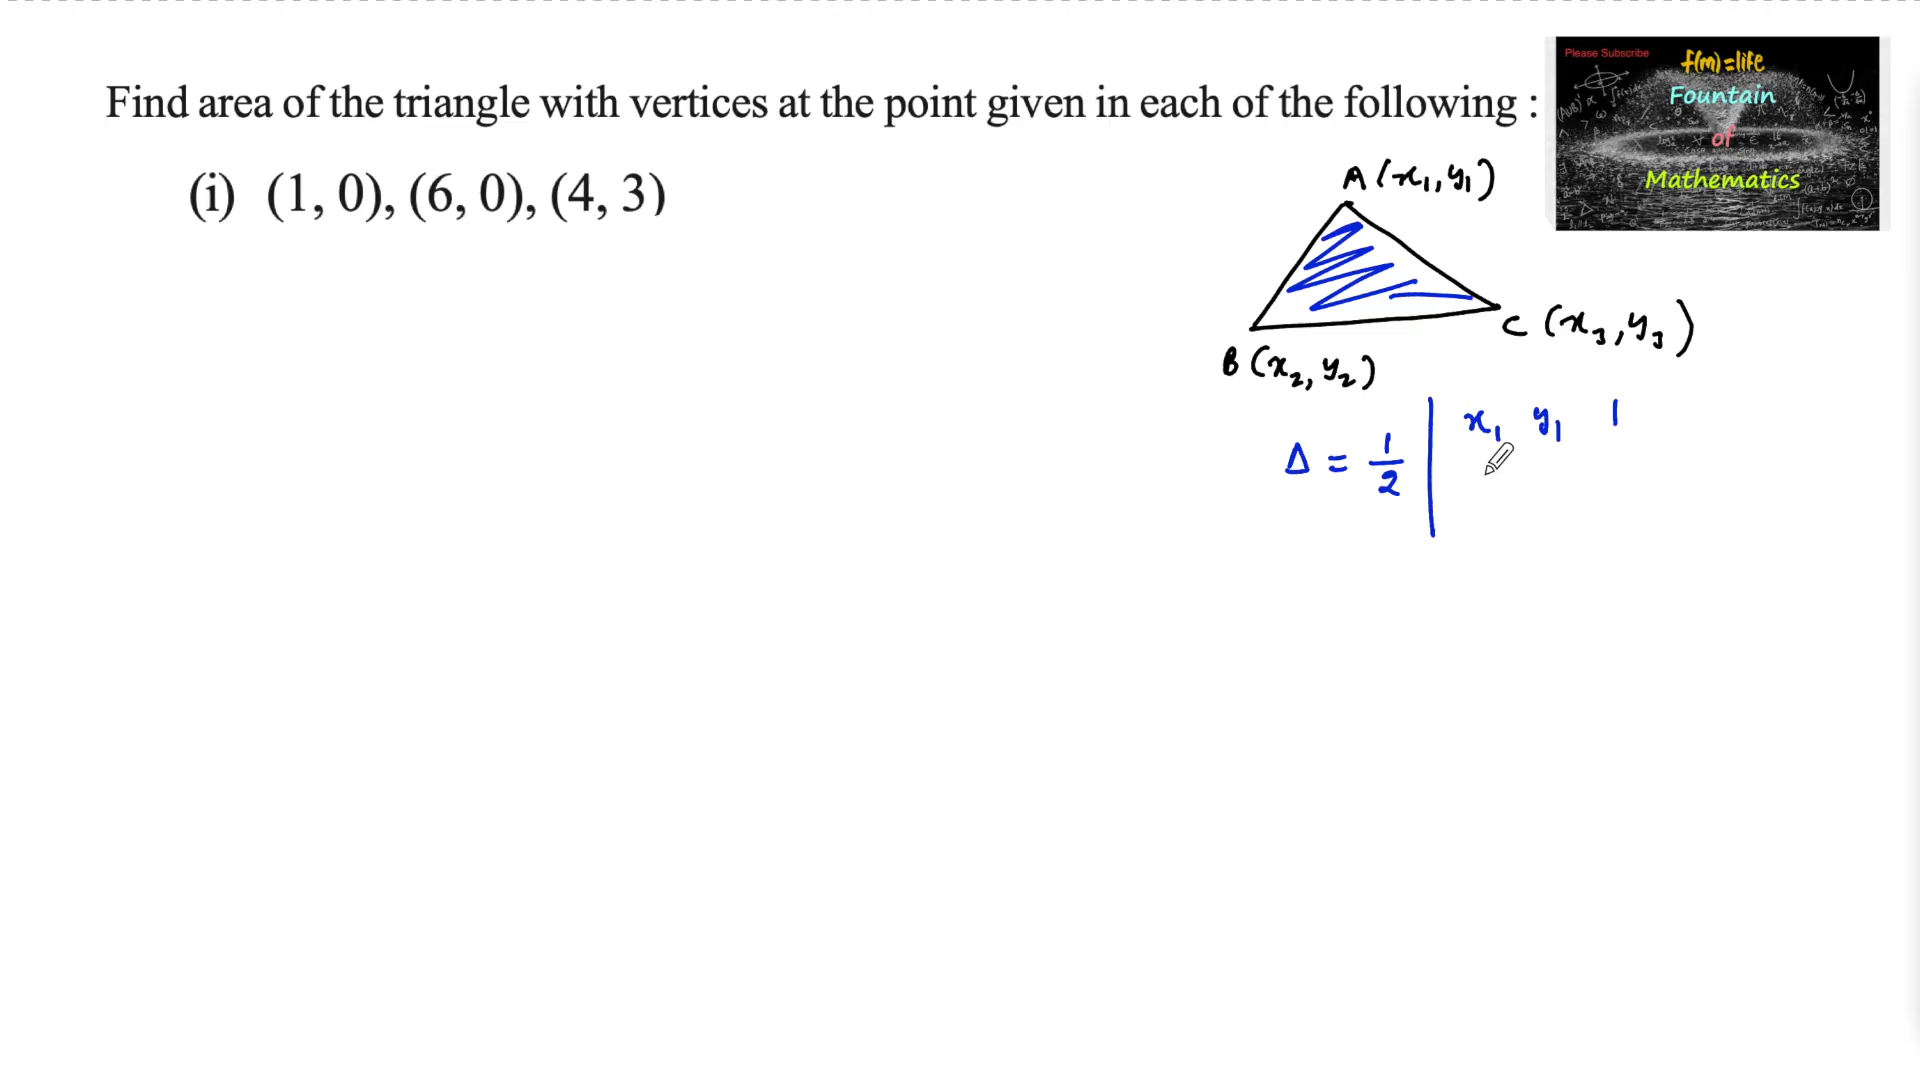 Find area of the triangle with vertices at the point given in each of the following :
(i) (1, 0), (6, 0), (4, 3)
Please Subscribe
f(m)=life
Fountain
of
Mathematics
A (x₁, y₁)
C (x₃, y₃)
B (x₂, y₂)
Δ = 1/2 | x₁ y₁ 1